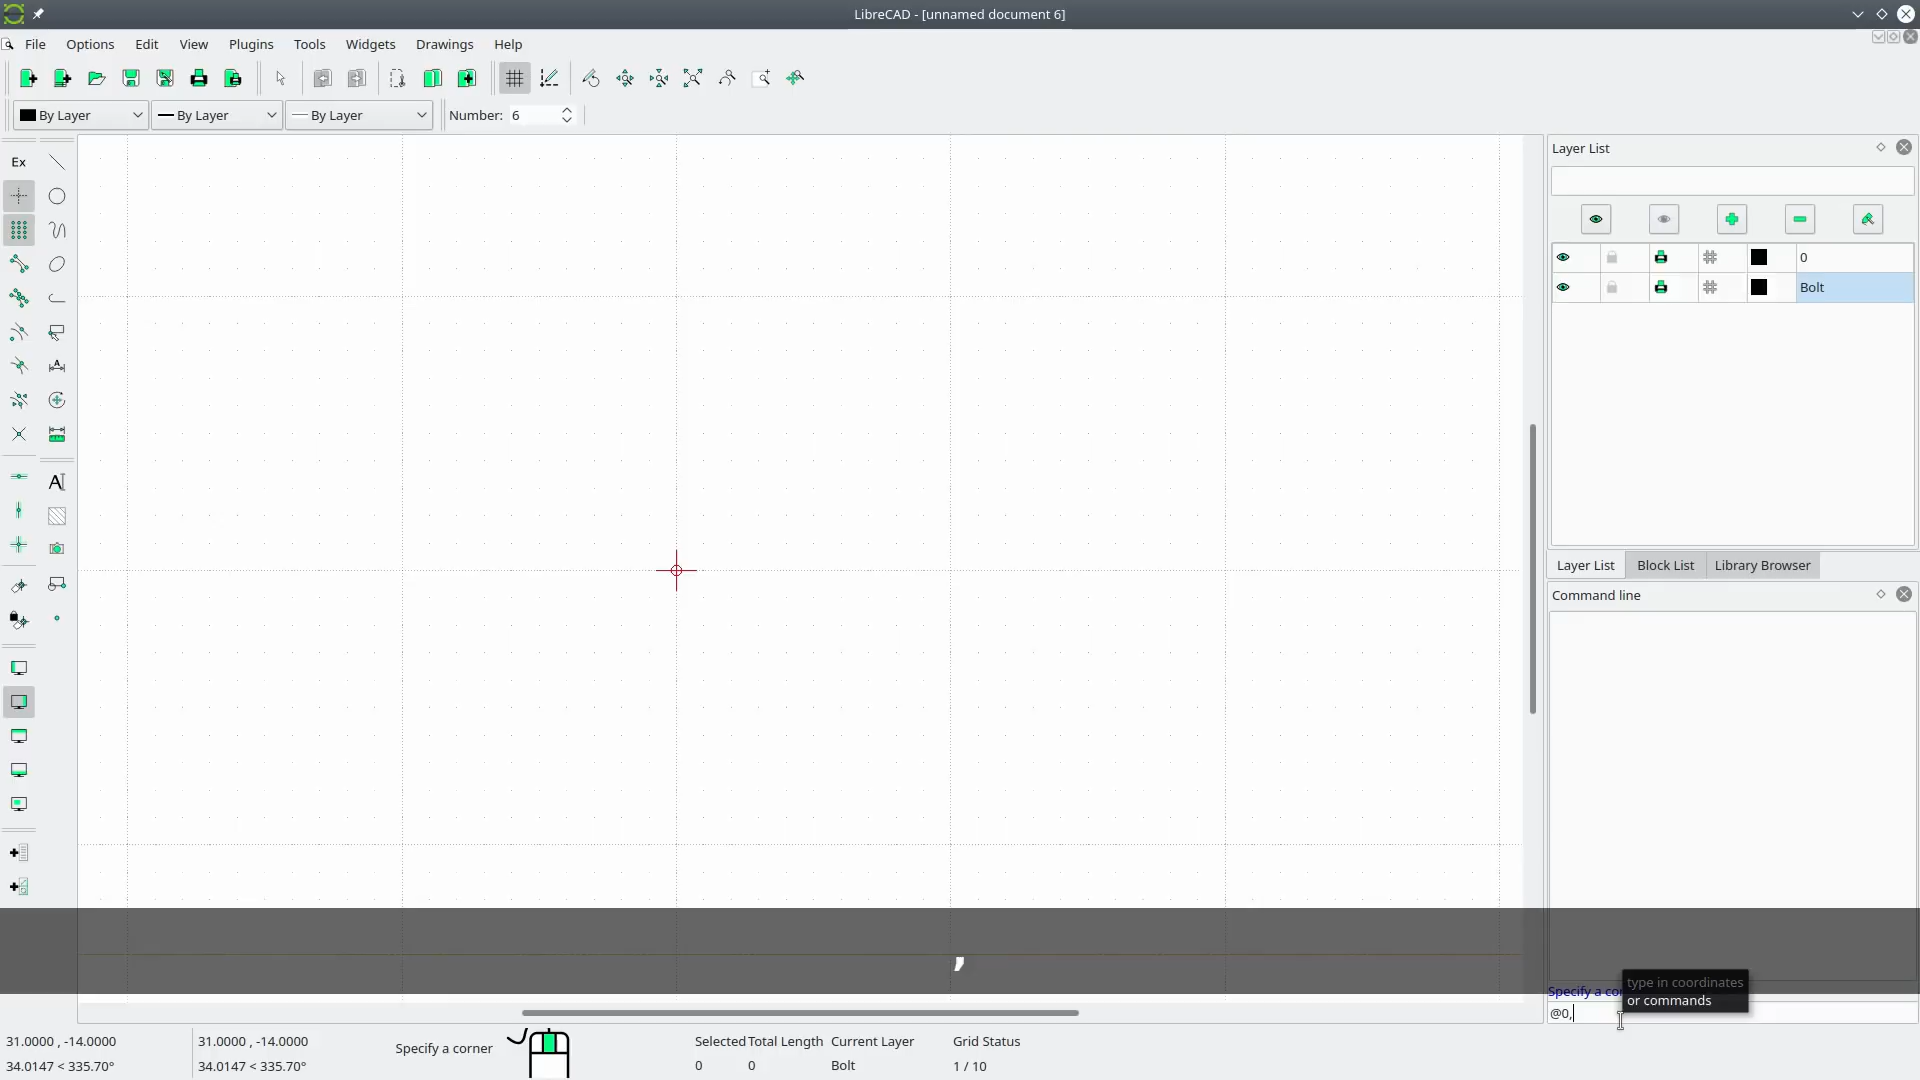 LibreCAD - [unnamed document 6]
File Options Edit View Plugins Tools Widgets Drawings Help
By Layer By Layer By Layer Number: 6
Layer List
Ex
0
Bolt
A
Layer List Block List Library Browser
Command line
,
type in coordinates
or commands
Specify a co
@0,
31.0000 , -14.0000 31.0000 , -14.0000 Specify a corner Selected Total Length Current Layer Grid Status
34.0147 < 335.70° 34.0147 < 335.70° 0 0 Bolt 1 / 10